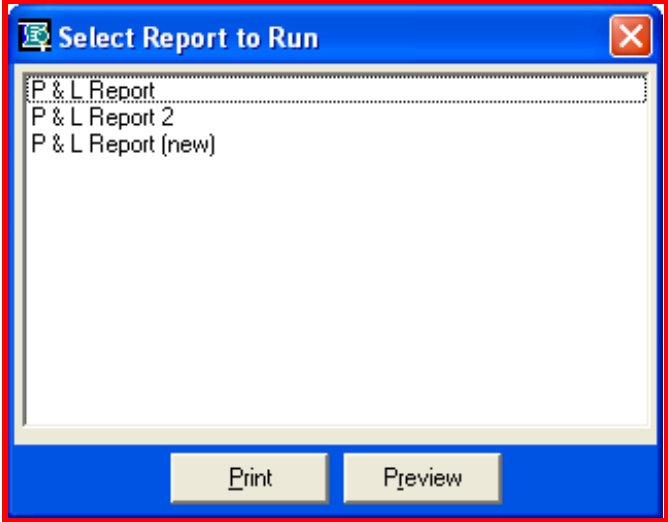 Select Report to Run
P & L Report
P & L Report 2
P & L Report (new)
Print
Preview